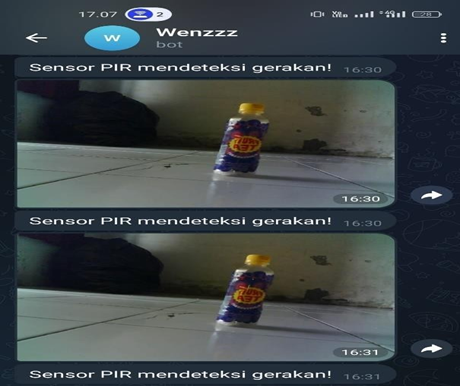 17.07 2
28
W Wenzzz
bot
Sensor PIR mendeteksi gerakan! 16:30
16:30
Sensor PIR mendeteksi gerakan! 16:30
16:31
Sensor PIR mendeteksi gerakan! 16:31